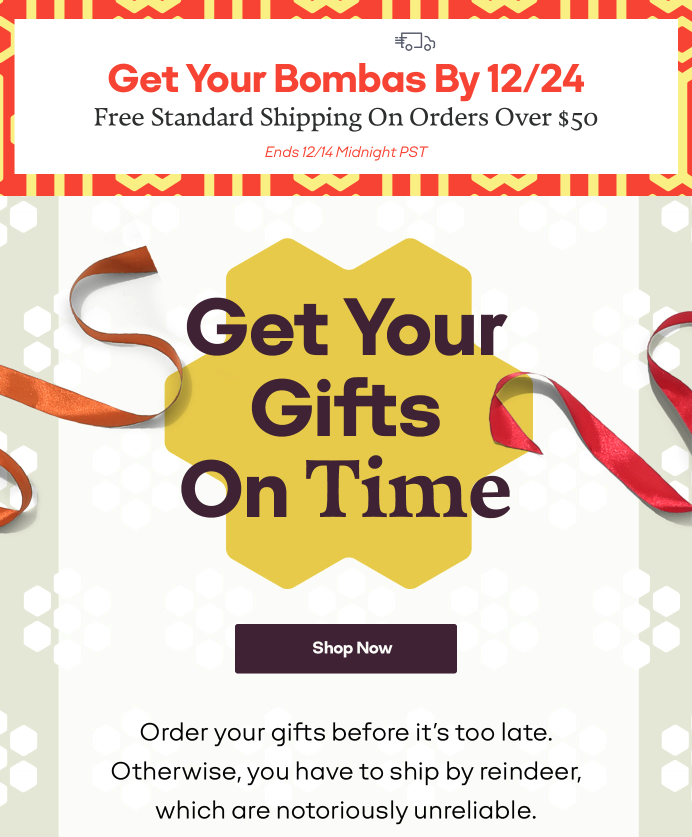 Get Your Bombas By 12/24
Free Standard Shipping On Orders Over $50
Ends 12/14 Midnight PST
Get Your
Gifts
On Time
Shop Now
Order your gifts before it’s too late.
Otherwise, you have to ship by reindeer,
which are notoriously unreliable.